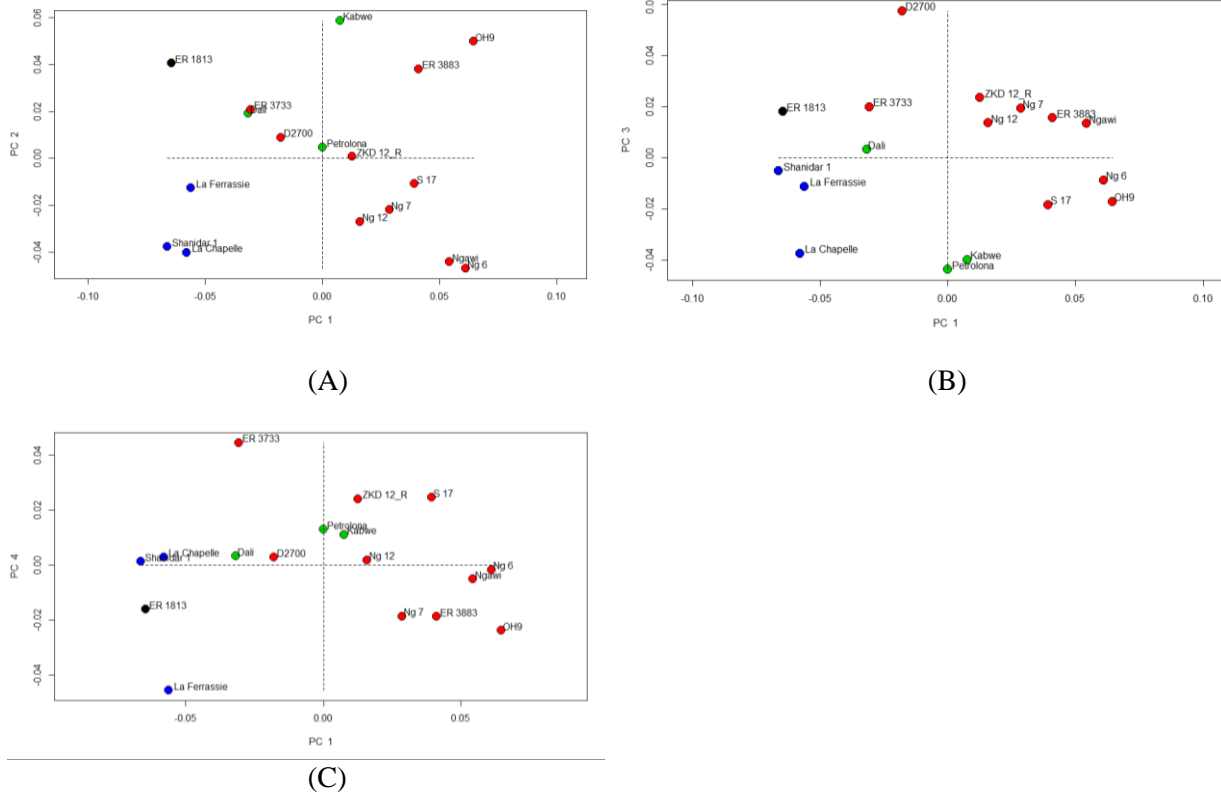 0.06
0.04
0.02
0.00
-0.02
-0.04
PC 2
Kabwe
OH9
ER 1813
ER 3883
ER 3733
Dali
D2700
Petrolona
ZKD 12_R
S 17
La Ferrassie
Ng 7
Ng 12
Shanidar 1
La Chapelle
Ngawi
Ng 6
-0.10
-0.05
0.00
0.05
0.10
PC 1
(A)
0.04
0.02
0.00
-0.02
-0.04
PC 3
D2700
ZKD 12_R
ER 1813
ER 3733
Ng 7
ER 3883
Ng 12
Ngawi
Dali
Shanidar 1
La Ferrassie
Ng 6
S 17
OH9
La Chapelle
Kabwe
Petrolona
-0.10
-0.05
0.00
0.05
0.10
PC 1
(B)
0.04
0.02
0.00
-0.02
-0.04
PC 4
ER 3733
ZKD 12_R
S 17
Petrolona
Kabwe
La Chapelle
Shanidar 1
Dali
D2700
Ng 12
Ng 6
Ngawi
ER 1813
Ng 7
ER 3883
OH9
La Ferrassie
-0.05
0.00
0.05
PC 1
(C)